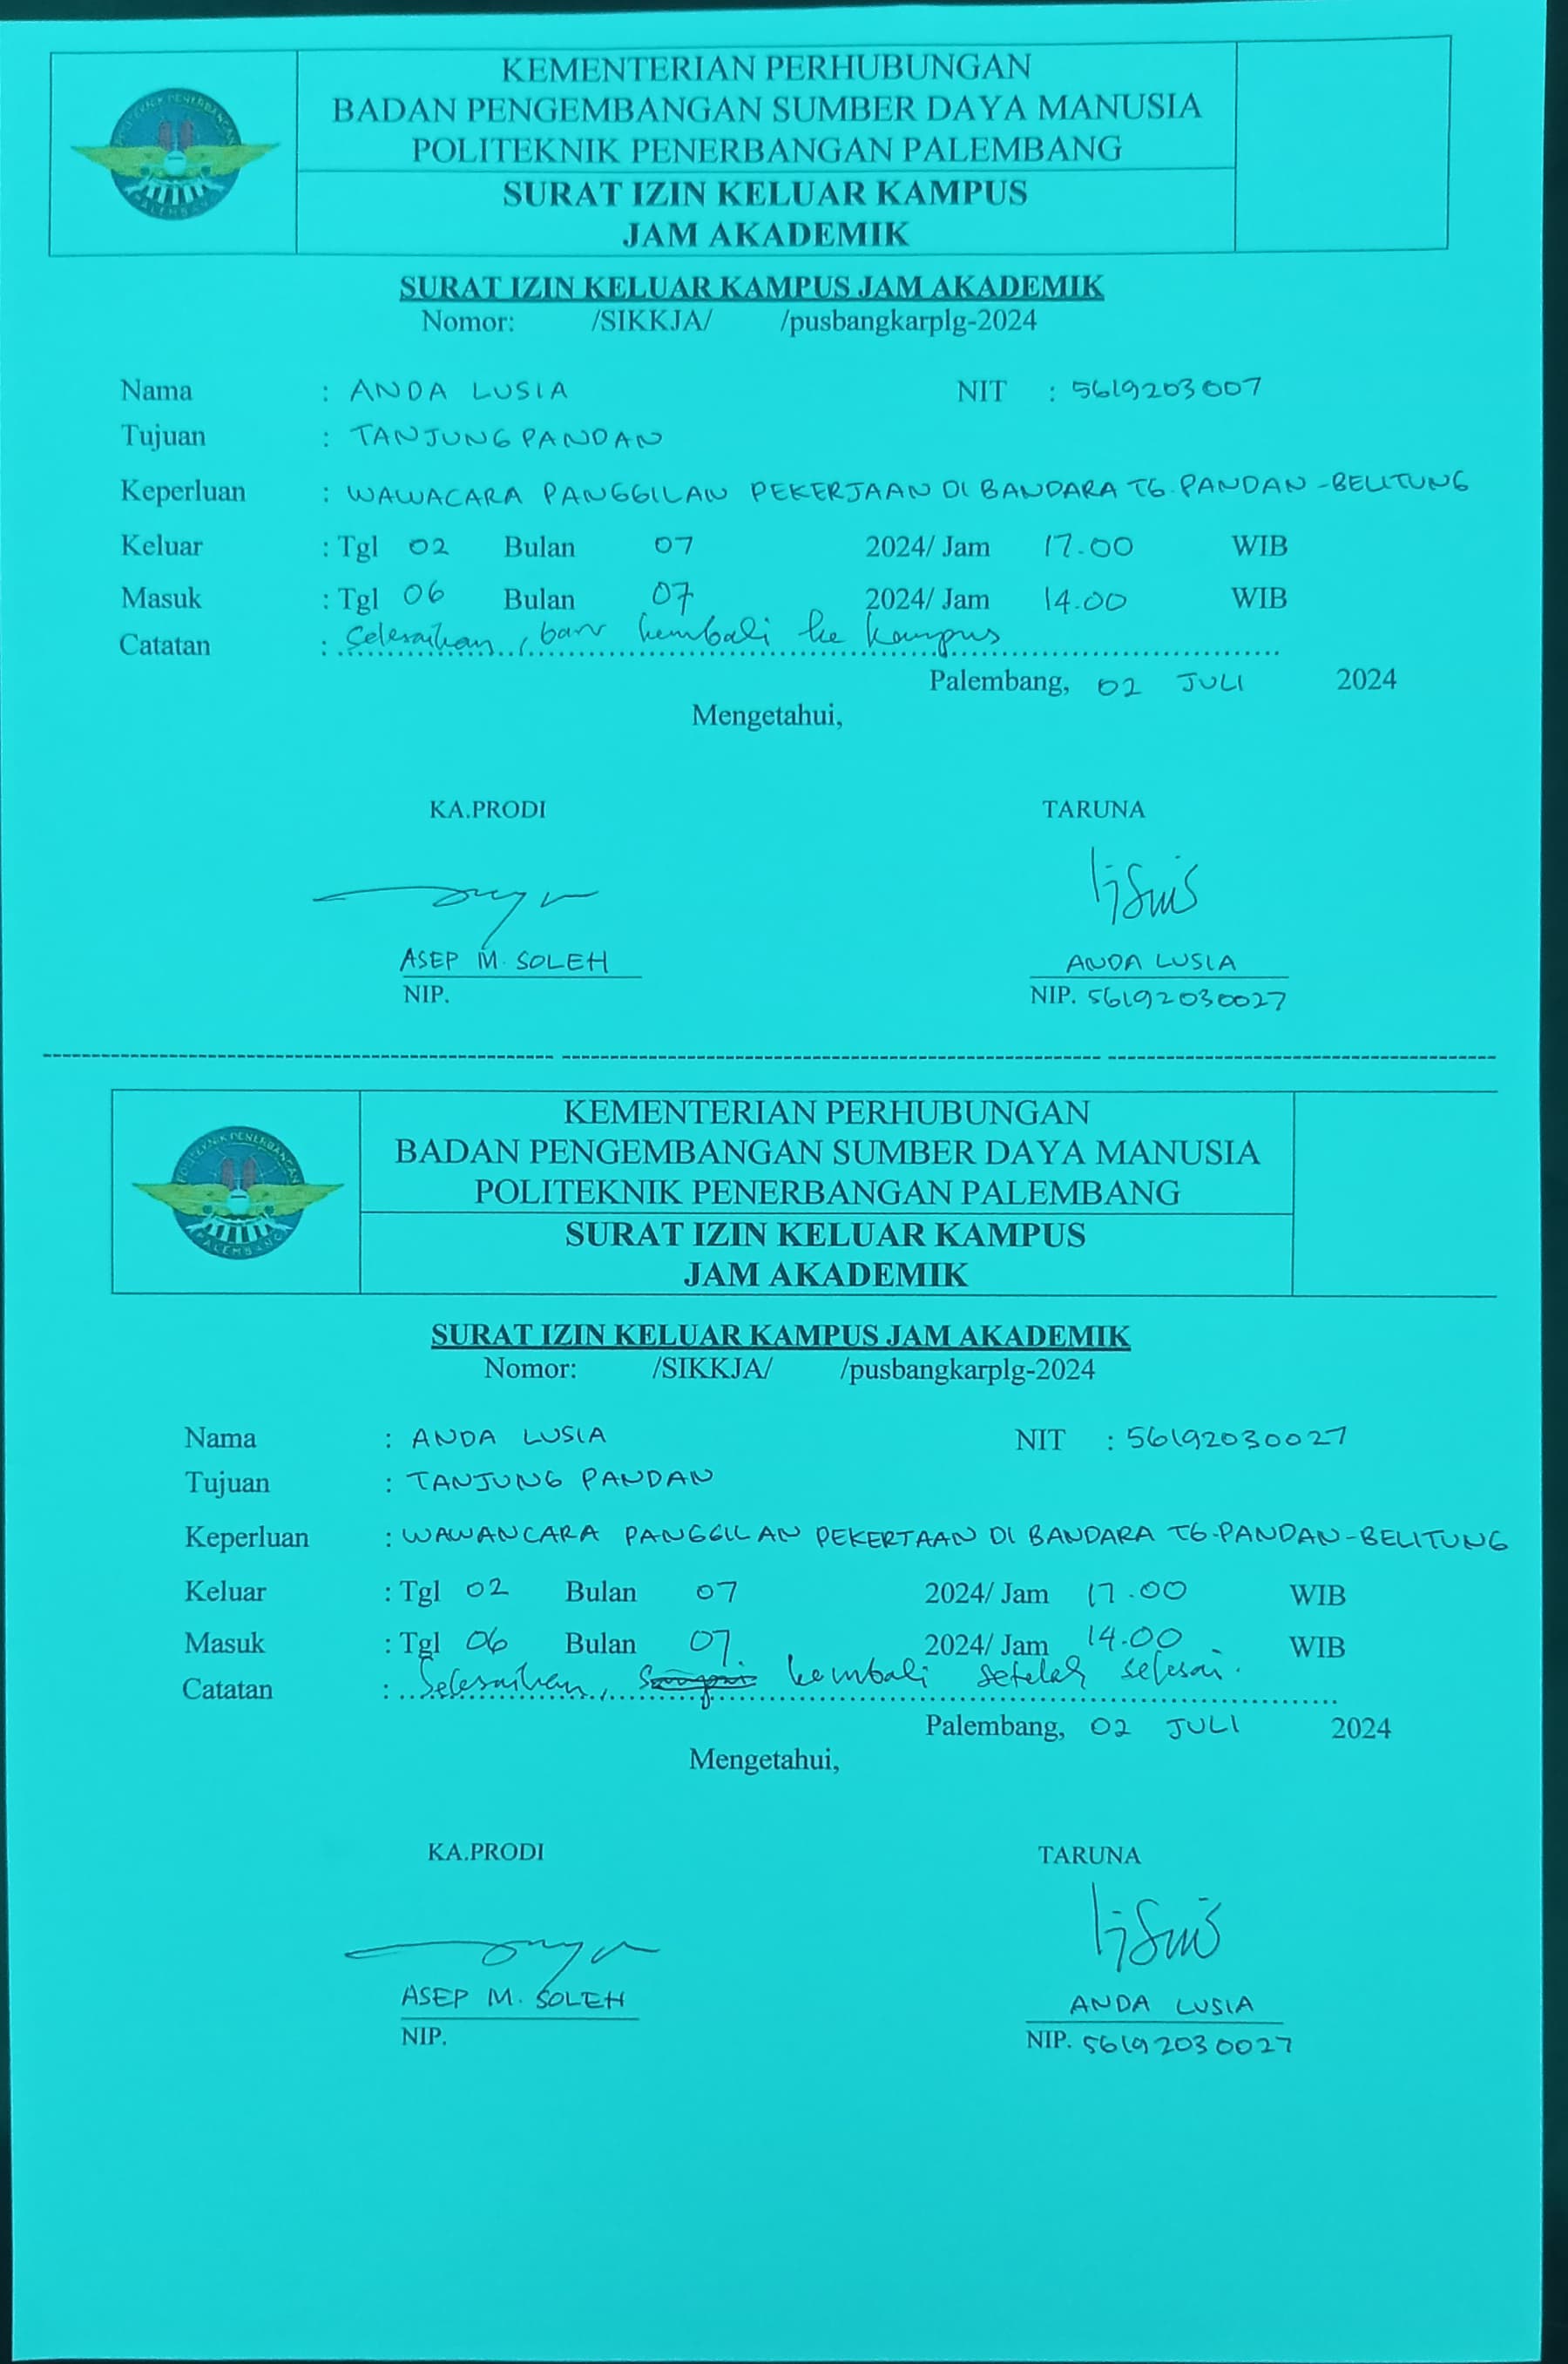 KEMENTERIAN PERHUBUNGAN
BADAN PENGEMBANGAN SUMBER DAYA MANUSIA
POLITEKNIK PENERBANGAN PALEMBANG
SURAT IZIN KELUAR KAMPUS
JAM AKADEMIK
SURAT IZIN KELUAR KAMPUS JAM AKADEMIK
Nomor: /SIKKJA/ /pusbangkarplg-2024
Nama : ANDA LUSIA NIT : 5619203007
Tujuan : TANJUNG PANDAN
Keperluan : WAWACARA PANGGILAN PEKERJAAN DI BANDARA TG. PANDAN - BELITUNG
Keluar : Tgl 02 Bulan 07 2024/ Jam 17.00 WIB
Masuk : Tgl 06 Bulan 07 2024/ Jam 14.00 WIB
Catatan : Selesaikan, baru kembali ke kampus
Palembang, 02 JULI 2024
Mengetahui,
KA.PRODI TARUNA
ASEP M. SOLEH ANDA LUSIA
NIP. NIP. 56192030027
KEMENTERIAN PERHUBUNGAN
BADAN PENGEMBANGAN SUMBER DAYA MANUSIA
POLITEKNIK PENERBANGAN PALEMBANG
SURAT IZIN KELUAR KAMPUS
JAM AKADEMIK
SURAT IZIN KELUAR KAMPUS JAM AKADEMIK
Nomor: /SIKKJA/ /pusbangkarplg-2024
Nama : ANDA LUSIA NIT : 56192030027
Tujuan : TANJUNG PANDAN
Keperluan : WAWANCARA PANGGILAN PEKERJAAN DI BANDARA TG. PANDAN - BELITUNG
Keluar : Tgl 02 Bulan 07 2024/ Jam 17.00 WIB
Masuk : Tgl 06 Bulan 07 2024/ Jam 14.00 WIB
Catatan : Selesaikan, kembali setelah selesai.
Palembang, 02 JULI 2024
Mengetahui,
KA.PRODI TARUNA
ASEP M. SOLEH ANDA LUSIA
NIP. NIP. 56192030027